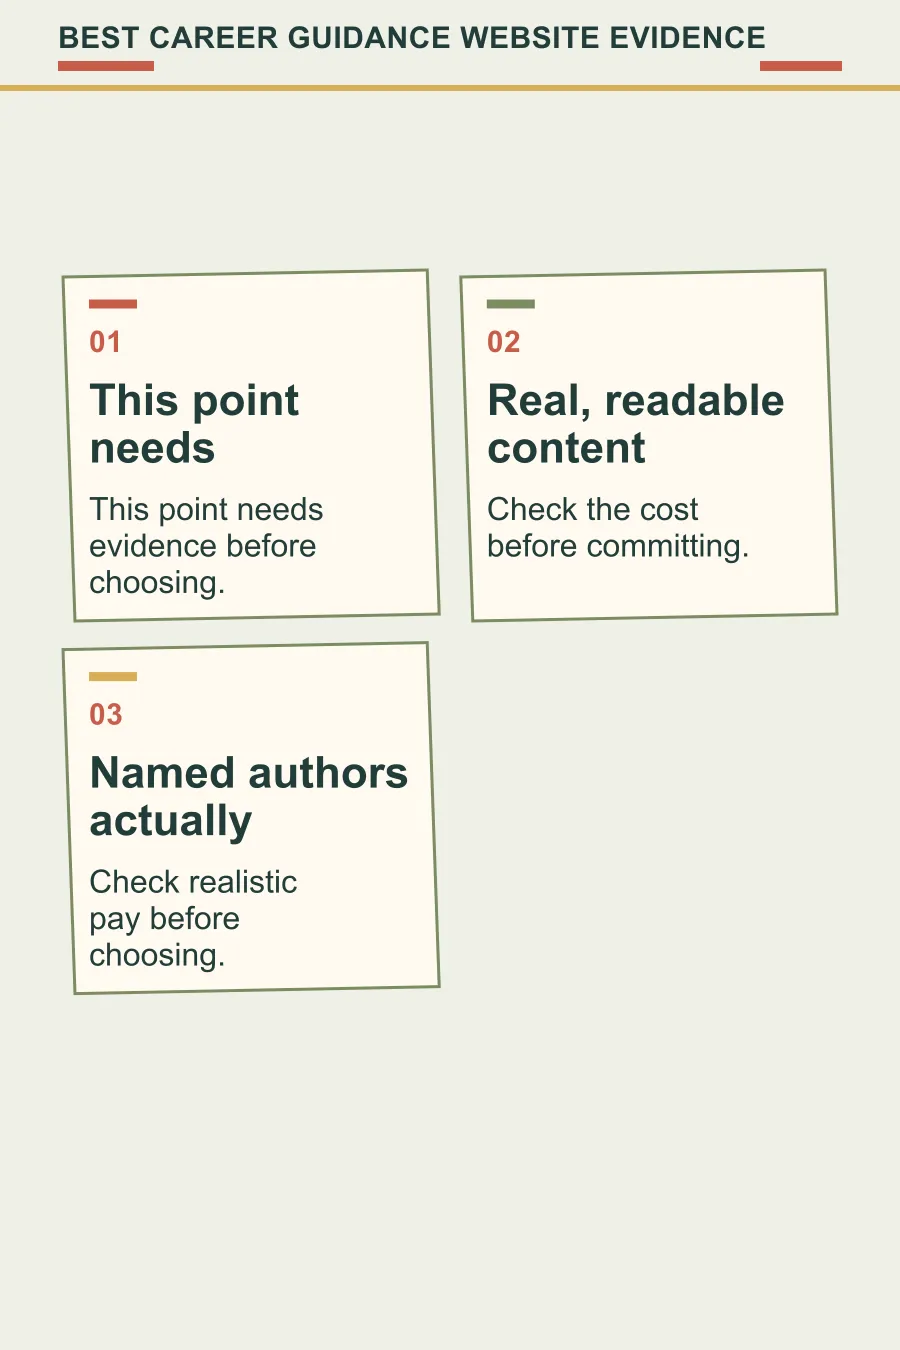 BEST CAREER GUIDANCE WEBSITE EVIDENCE
01
This point
needs
This point needs
evidence before
choosing.
02
Real, readable
content
Check the cost
before committing.
03
Named authors
actually
Check realistic
pay before
choosing.